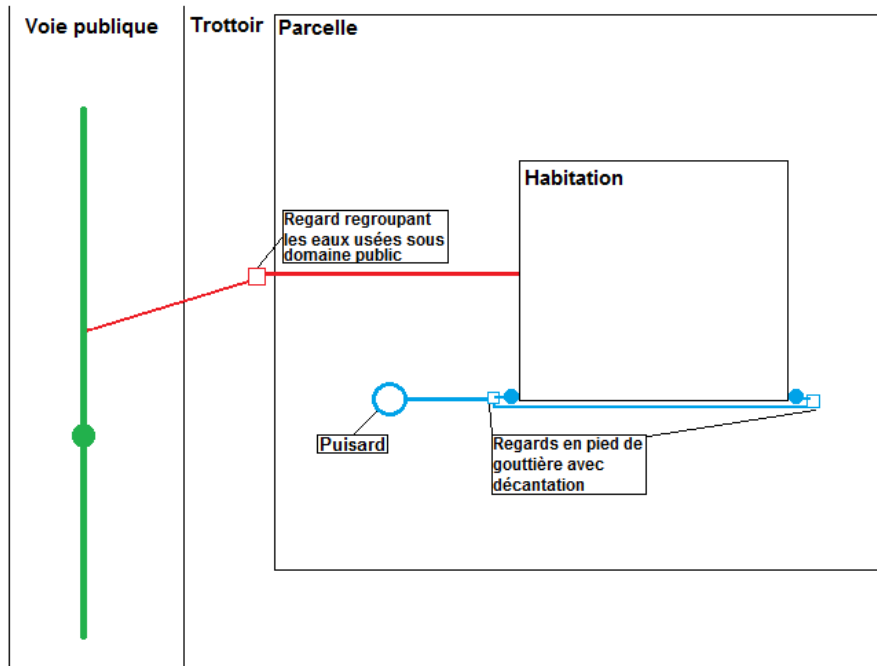 Voie publique
Trottoir
Parcelle
Habitation
Regard regroupant
les eaux usées sous
domaine public
Puisard
Regards en pied de
gouttière avec
décantation